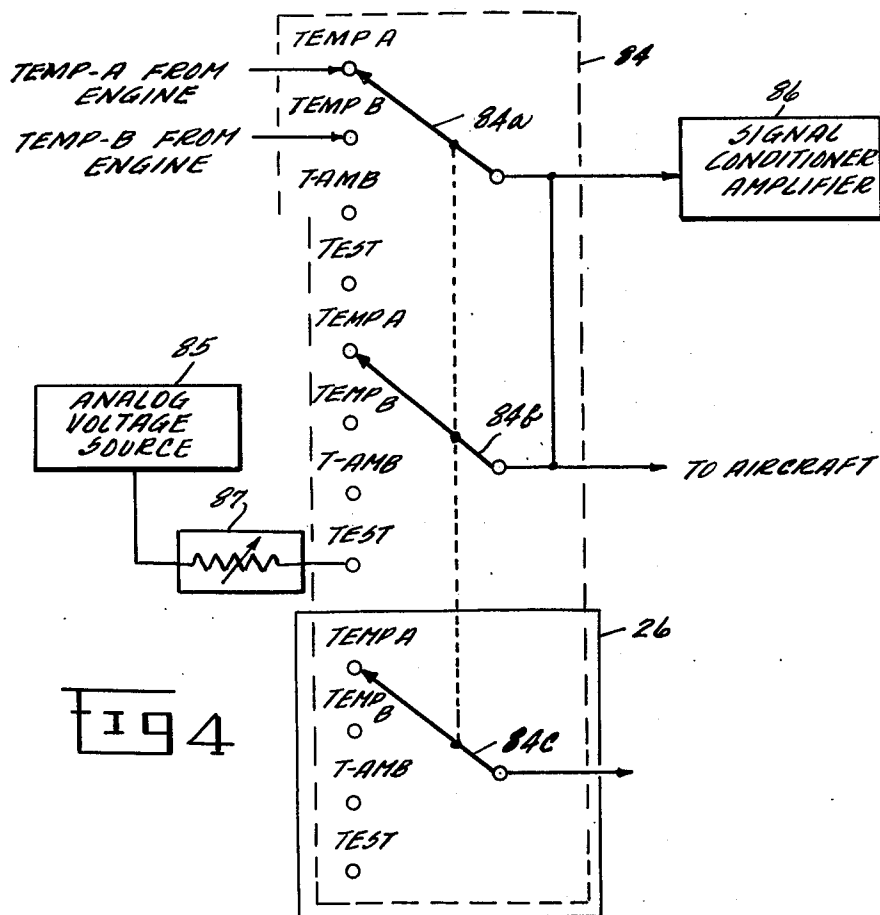 TEMP A
84
TEMP-A FROM
ENGINE
TEMP B
84a
86
SIGNAL
CONDITIONER
AMPLIFIER
TEMP-B FROM
ENGINE
T-AMB
TEST
TEMP A
85
ANALOG
VOLTAGE
SOURCE
TEMP B
84b
T-AMB
TO AIRCRAFT
87
TEST
TEMP A
26
TEMP B
84c
T-AMB
TEST
FIG 4